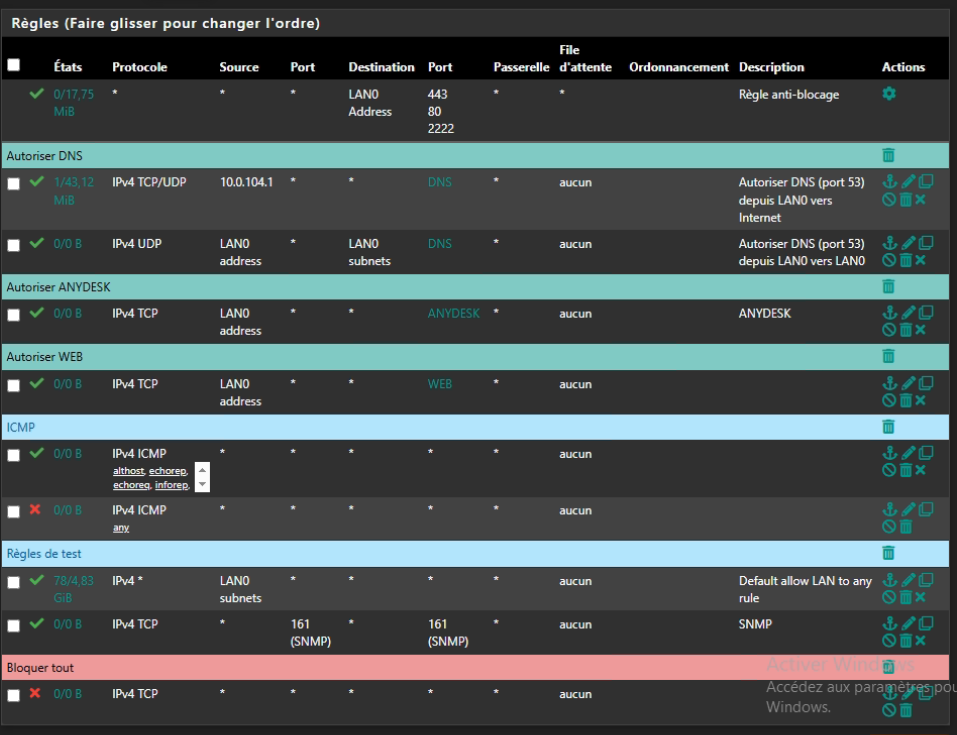 Règles (Faire glisser pour changer l'ordre)
États Protocole Source Port Destination Port Passerelle File d'attente Ordonnancement Description Actions
0/17,75 MiB * * * LAN0 Address 443 80 2222 * * Règle anti-blocage
Autoriser DNS
1/43,12 MiB IPv4 TCP/UDP 10.0.104.1 * * DNS * aucun Autoriser DNS (port 53) depuis LAN0 vers Internet
0/0 B IPv4 UDP LAN0 address * LAN0 subnets DNS * aucun Autoriser DNS (port 53) depuis LAN0 vers LAN0
Autoriser ANYDESK
0/0 B IPv4 TCP LAN0 address * * ANYDESK * aucun ANYDESK
Autoriser WEB
0/0 B IPv4 TCP LAN0 address * * WEB * aucun
ICMP
0/0 B IPv4 ICMP althost, echorep, echoreq, inforep, * * * * * aucun
0/0 B IPv4 ICMP any * * * * * aucun
Règles de test
78/4,83 GiB IPv4 * LAN0 subnets * * * * aucun Default allow LAN to any rule
0/0 B IPv4 TCP * 161 (SNMP) * 161 (SNMP) * aucun SNMP
Bloquer tout
0/0 B IPv4 TCP * * * * * aucun
Activer Windows
Accédez aux paramètres pou
Windows.